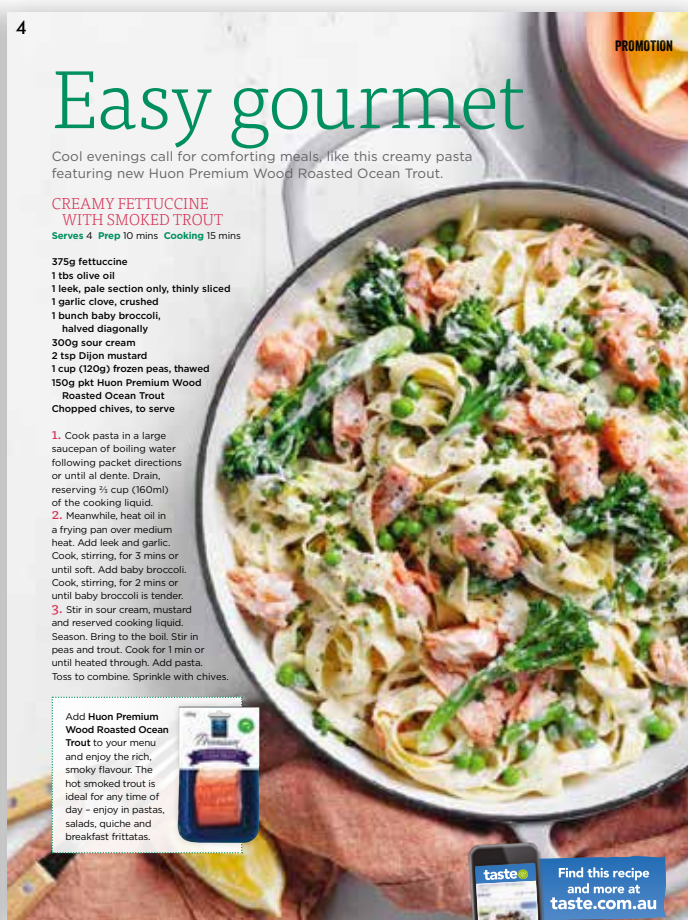 4
PROMOTION
Easy gourmet
Cool evenings call for comforting meals, like this creamy pasta
featuring new Huon Premium Wood Roasted Ocean Trout.
CREAMY FETTUCCINE
WITH SMOKED TROUT
Serves 4 Prep 10 mins Cooking 15 mins
375g fettuccine
1 tbs olive oil
1 leek, pale section only, thinly sliced
1 garlic clove, crushed
1 bunch baby broccoli,
halved diagonally
300g sour cream
2 tsp Dijon mustard
1 cup (120g) frozen peas, thawed
150g pkt Huon Premium Wood
Roasted Ocean Trout
Chopped chives, to serve
1. Cook pasta in a large
saucepan of boiling water
following packet directions
or until al dente. Drain,
reserving ⅔ cup (160ml)
of the cooking liquid.
2. Meanwhile, heat oil in
a frying pan over medium
heat. Add leek and garlic.
Cook, stirring, for 3 mins or
until soft. Add baby broccoli.
Cook, stirring, for 2 mins or
until baby broccoli is tender.
3. Stir in sour cream, mustard
and reserved cooking liquid.
Season. Bring to the boil. Stir in
peas and trout. Cook for 1 min or
until heated through. Add pasta.
Toss to combine. Sprinkle with chives.
Add Huon Premium
Wood Roasted Ocean
Trout to your menu
and enjoy the rich,
smoky flavour. The
hot smoked trout is
ideal for any time of
day – enjoy in pastas,
salads, quiche and
breakfast frittatas.
Premium
taste
Find this recipe
and more at
taste.com.au